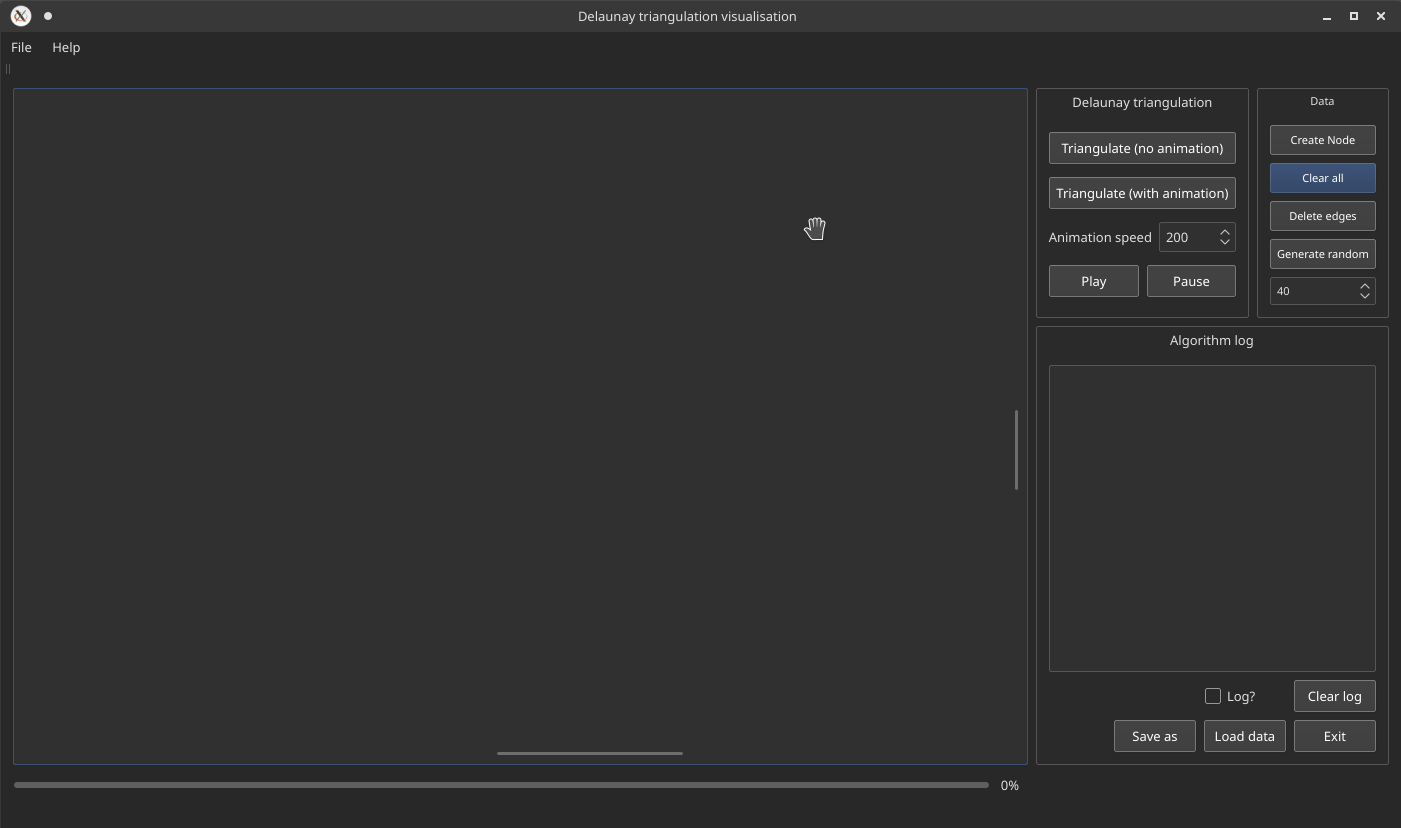 Delaunay triangulation visualisation
File Help
Delaunay triangulation
Triangulate (no animation)
Triangulate (with animation)
Animation speed 200
Play Pause
Data
Create Node
Clear all
Delete edges
Generate random
40
Algorithm log
Log? Clear log
Save as Load data Exit
0%